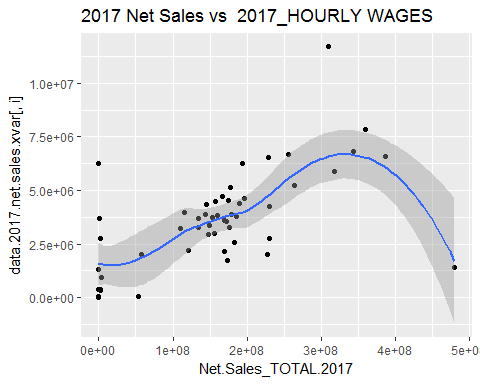 2017 Net Sales vs  2017_HOURLY WAGES
data.2017.net.sales.xvar[, i]
1.0e+07
7.5e+06
5.0e+06
2.5e+06
0.0e+00
0e+00 1e+08 2e+08 3e+08 4e+08 5e+0
Net.Sales_TOTAL.2017